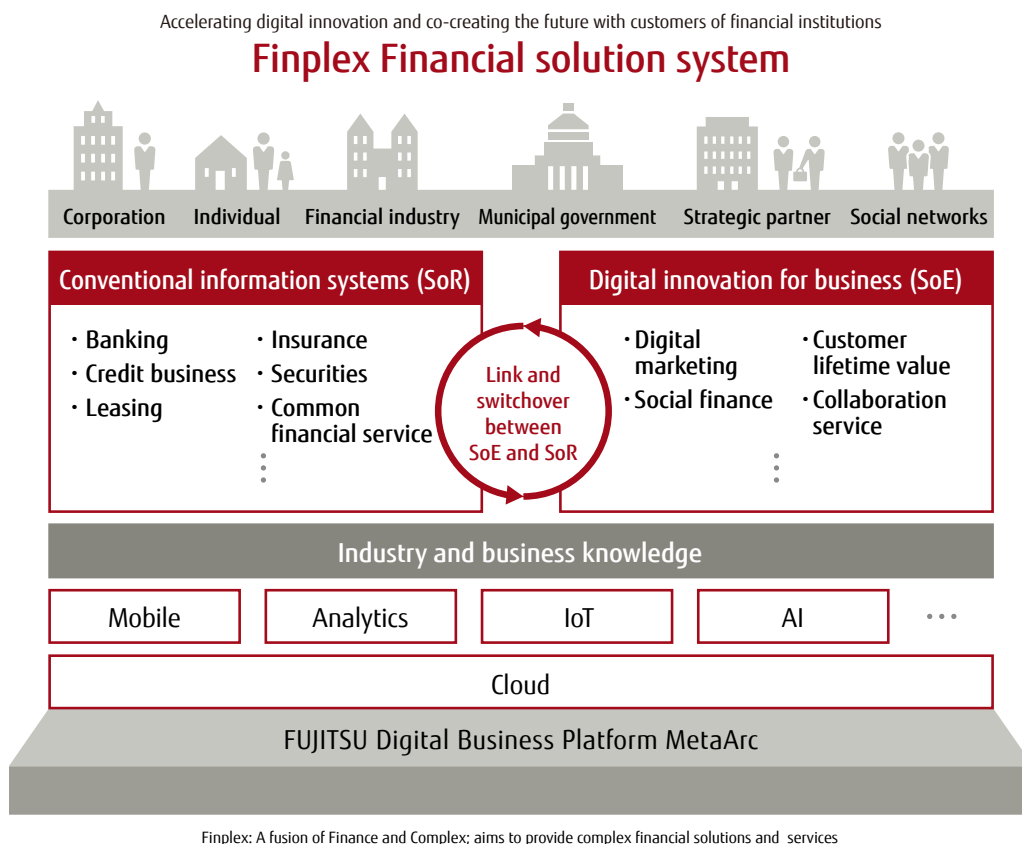 Accelerating digital innovation and co-creating the future with customers of financial institutions
Finplex Financial solution system
Corporation Individual Financial industry Municipal government Strategic partner Social networks
Conventional information systems (SoR)
・Banking
・Credit business
・Leasing
・Insurance
・Securities
・Common
financial service
Link and
switchover
between
SoE and SoR
Digital innovation for business (SoE)
・Digital
marketing
・Social finance
・Customer
lifetime value
・Collaboration
service
Industry and business knowledge
Mobile Analytics IoT AI ···
Cloud
FUJITSU Digital Business Platform MetaArc
Finplex: A fusion of Finance and Complex; aims to provide complex financial solutions and services